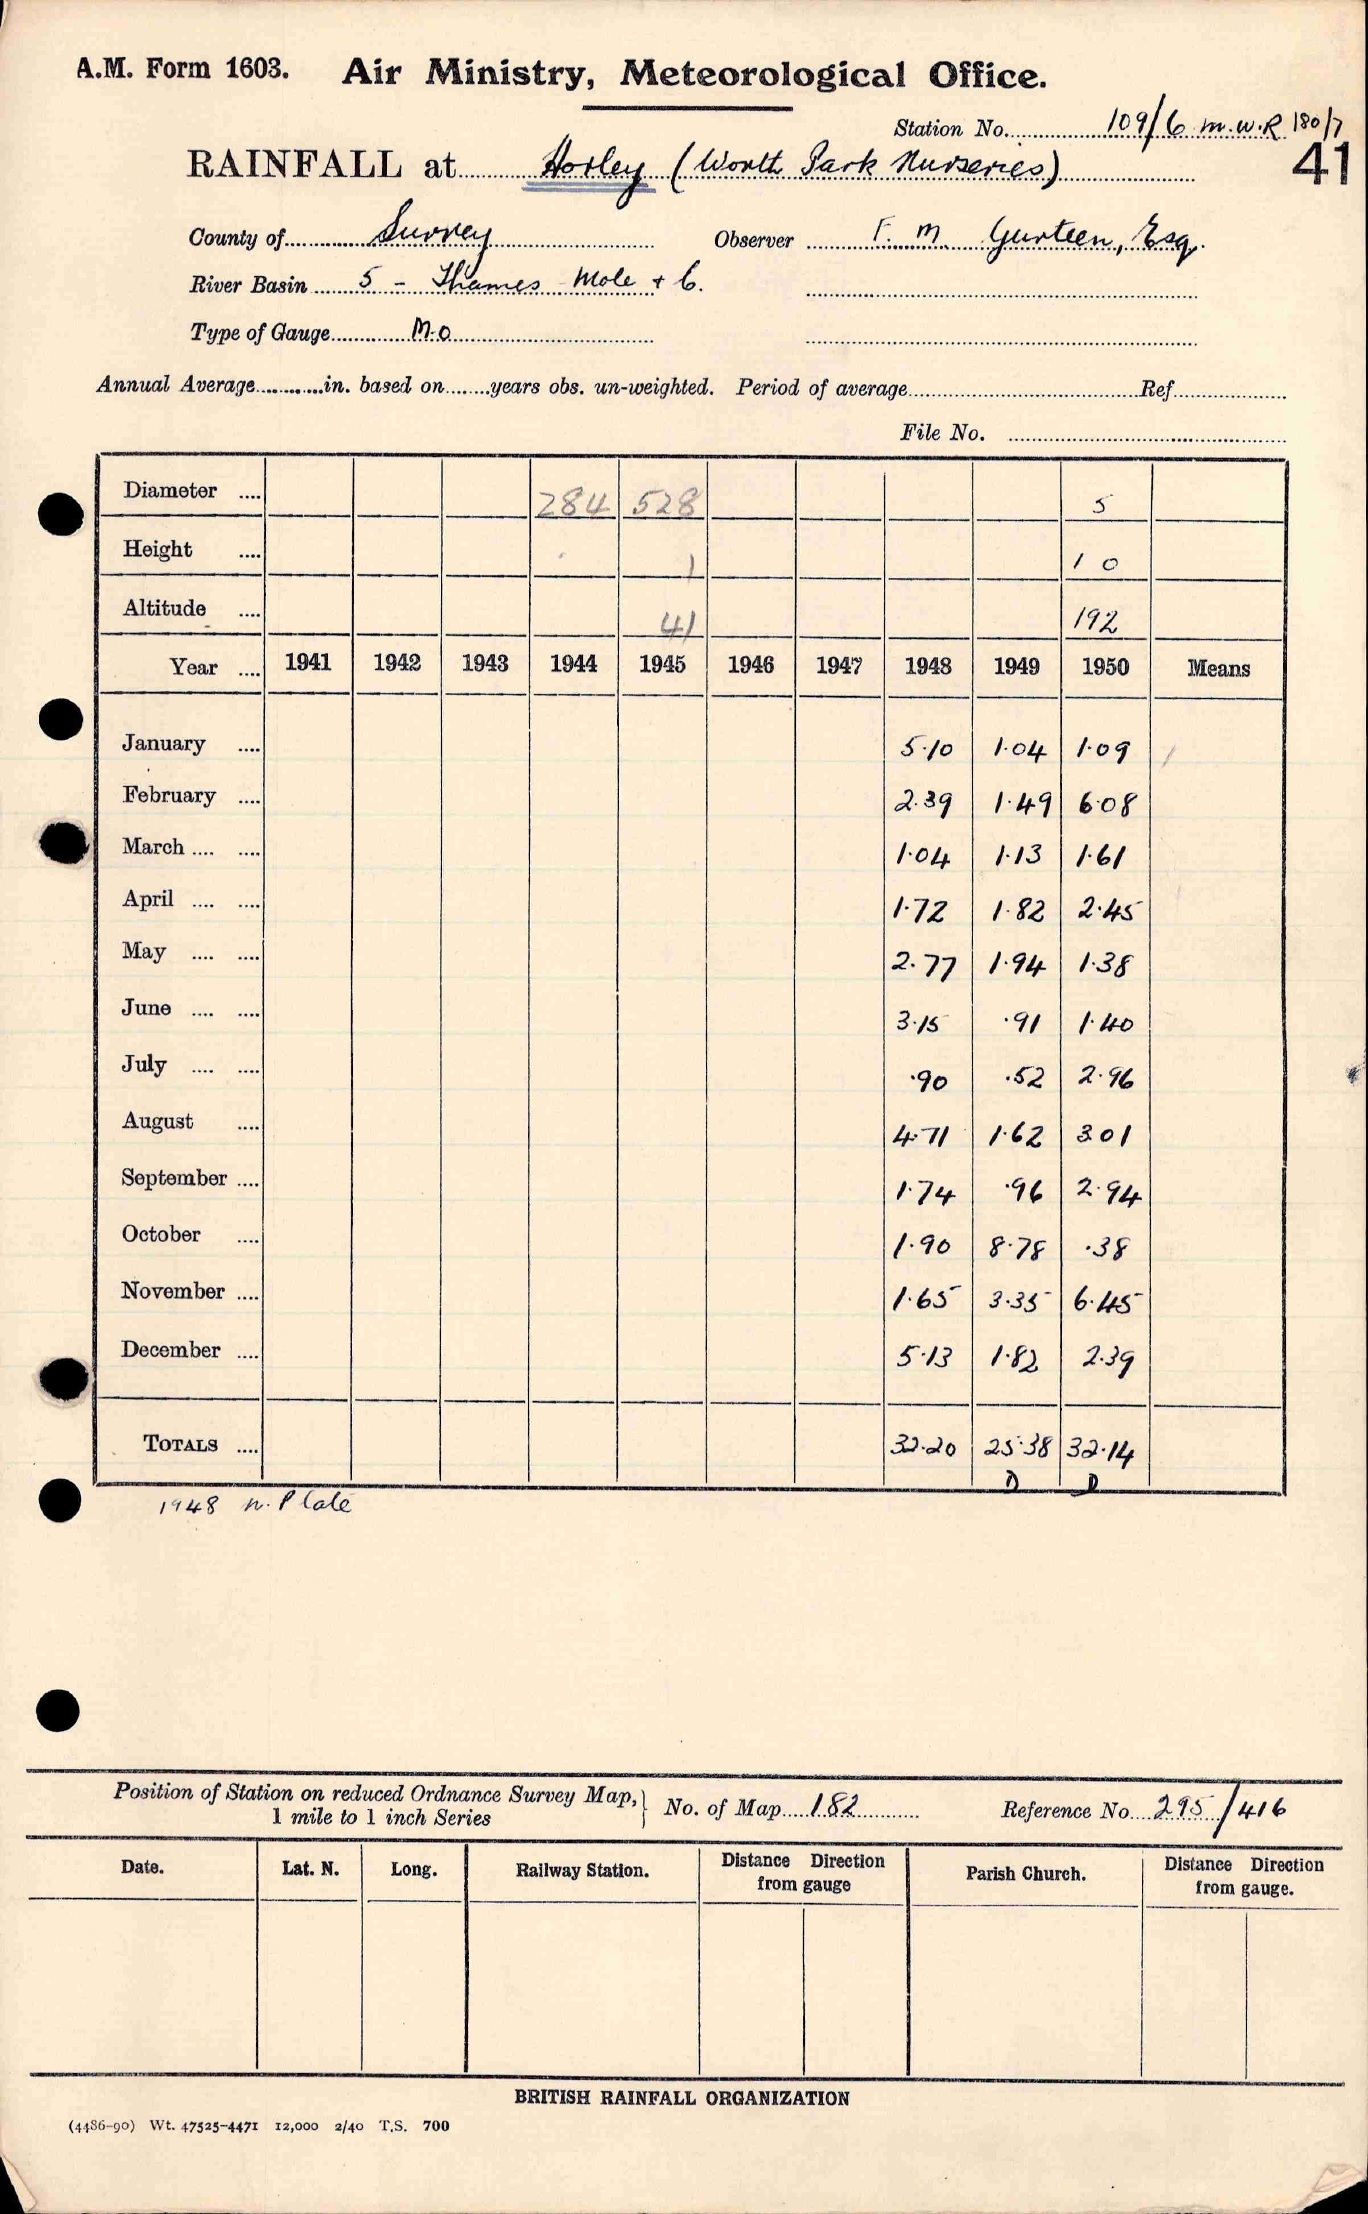 A.M. Form 1603. Air Ministry, Meteorological Office.
Station No. 109/6 M.W.R 180/7
RAINFALL at Horley (Worth Park Nurseries) 41
County of Surrey Observer F. M. Gurteen, Esq.
River Basin 5 - Thames - Mole + C.
Type of Gauge M.O
Annual Average in. based on years obs. un-weighted. Period of average Ref
File No.
Diameter 284 528 5
Height 1 1 0
Altitude 41 192
Year 1941 1942 1943 1944 1945 1946 1947 1948 1949 1950 Means
January 5.10 1.04 1.09
February 2.39 1.49 6.08
March 1.04 1.13 1.61
April 1.72 1.82 2.45
May 2.77 1.94 1.38
June 3.15 .91 1.40
July .90 .52 2.96
August 4.71 1.62 3.01
September 1.74 .96 2.94
October 1.90 8.78 .38
November 1.65 3.35 6.45
December 5.13 1.82 2.39
TOTALS 32.20 25.38 32.14
D D
1948 n. P late
Position of Station on reduced Ordnance Survey Map, 1 mile to 1 inch Series } No. of Map 182 Reference No. 295/416
Date. Lat. N. Long. Railway Station. Distance Direction from gauge Parish Church. Distance Direction from gauge.
BRITISH RAINFALL ORGANIZATION
(4486-90) Wt. 47525-4471 12,000 2/40 T.S. 700